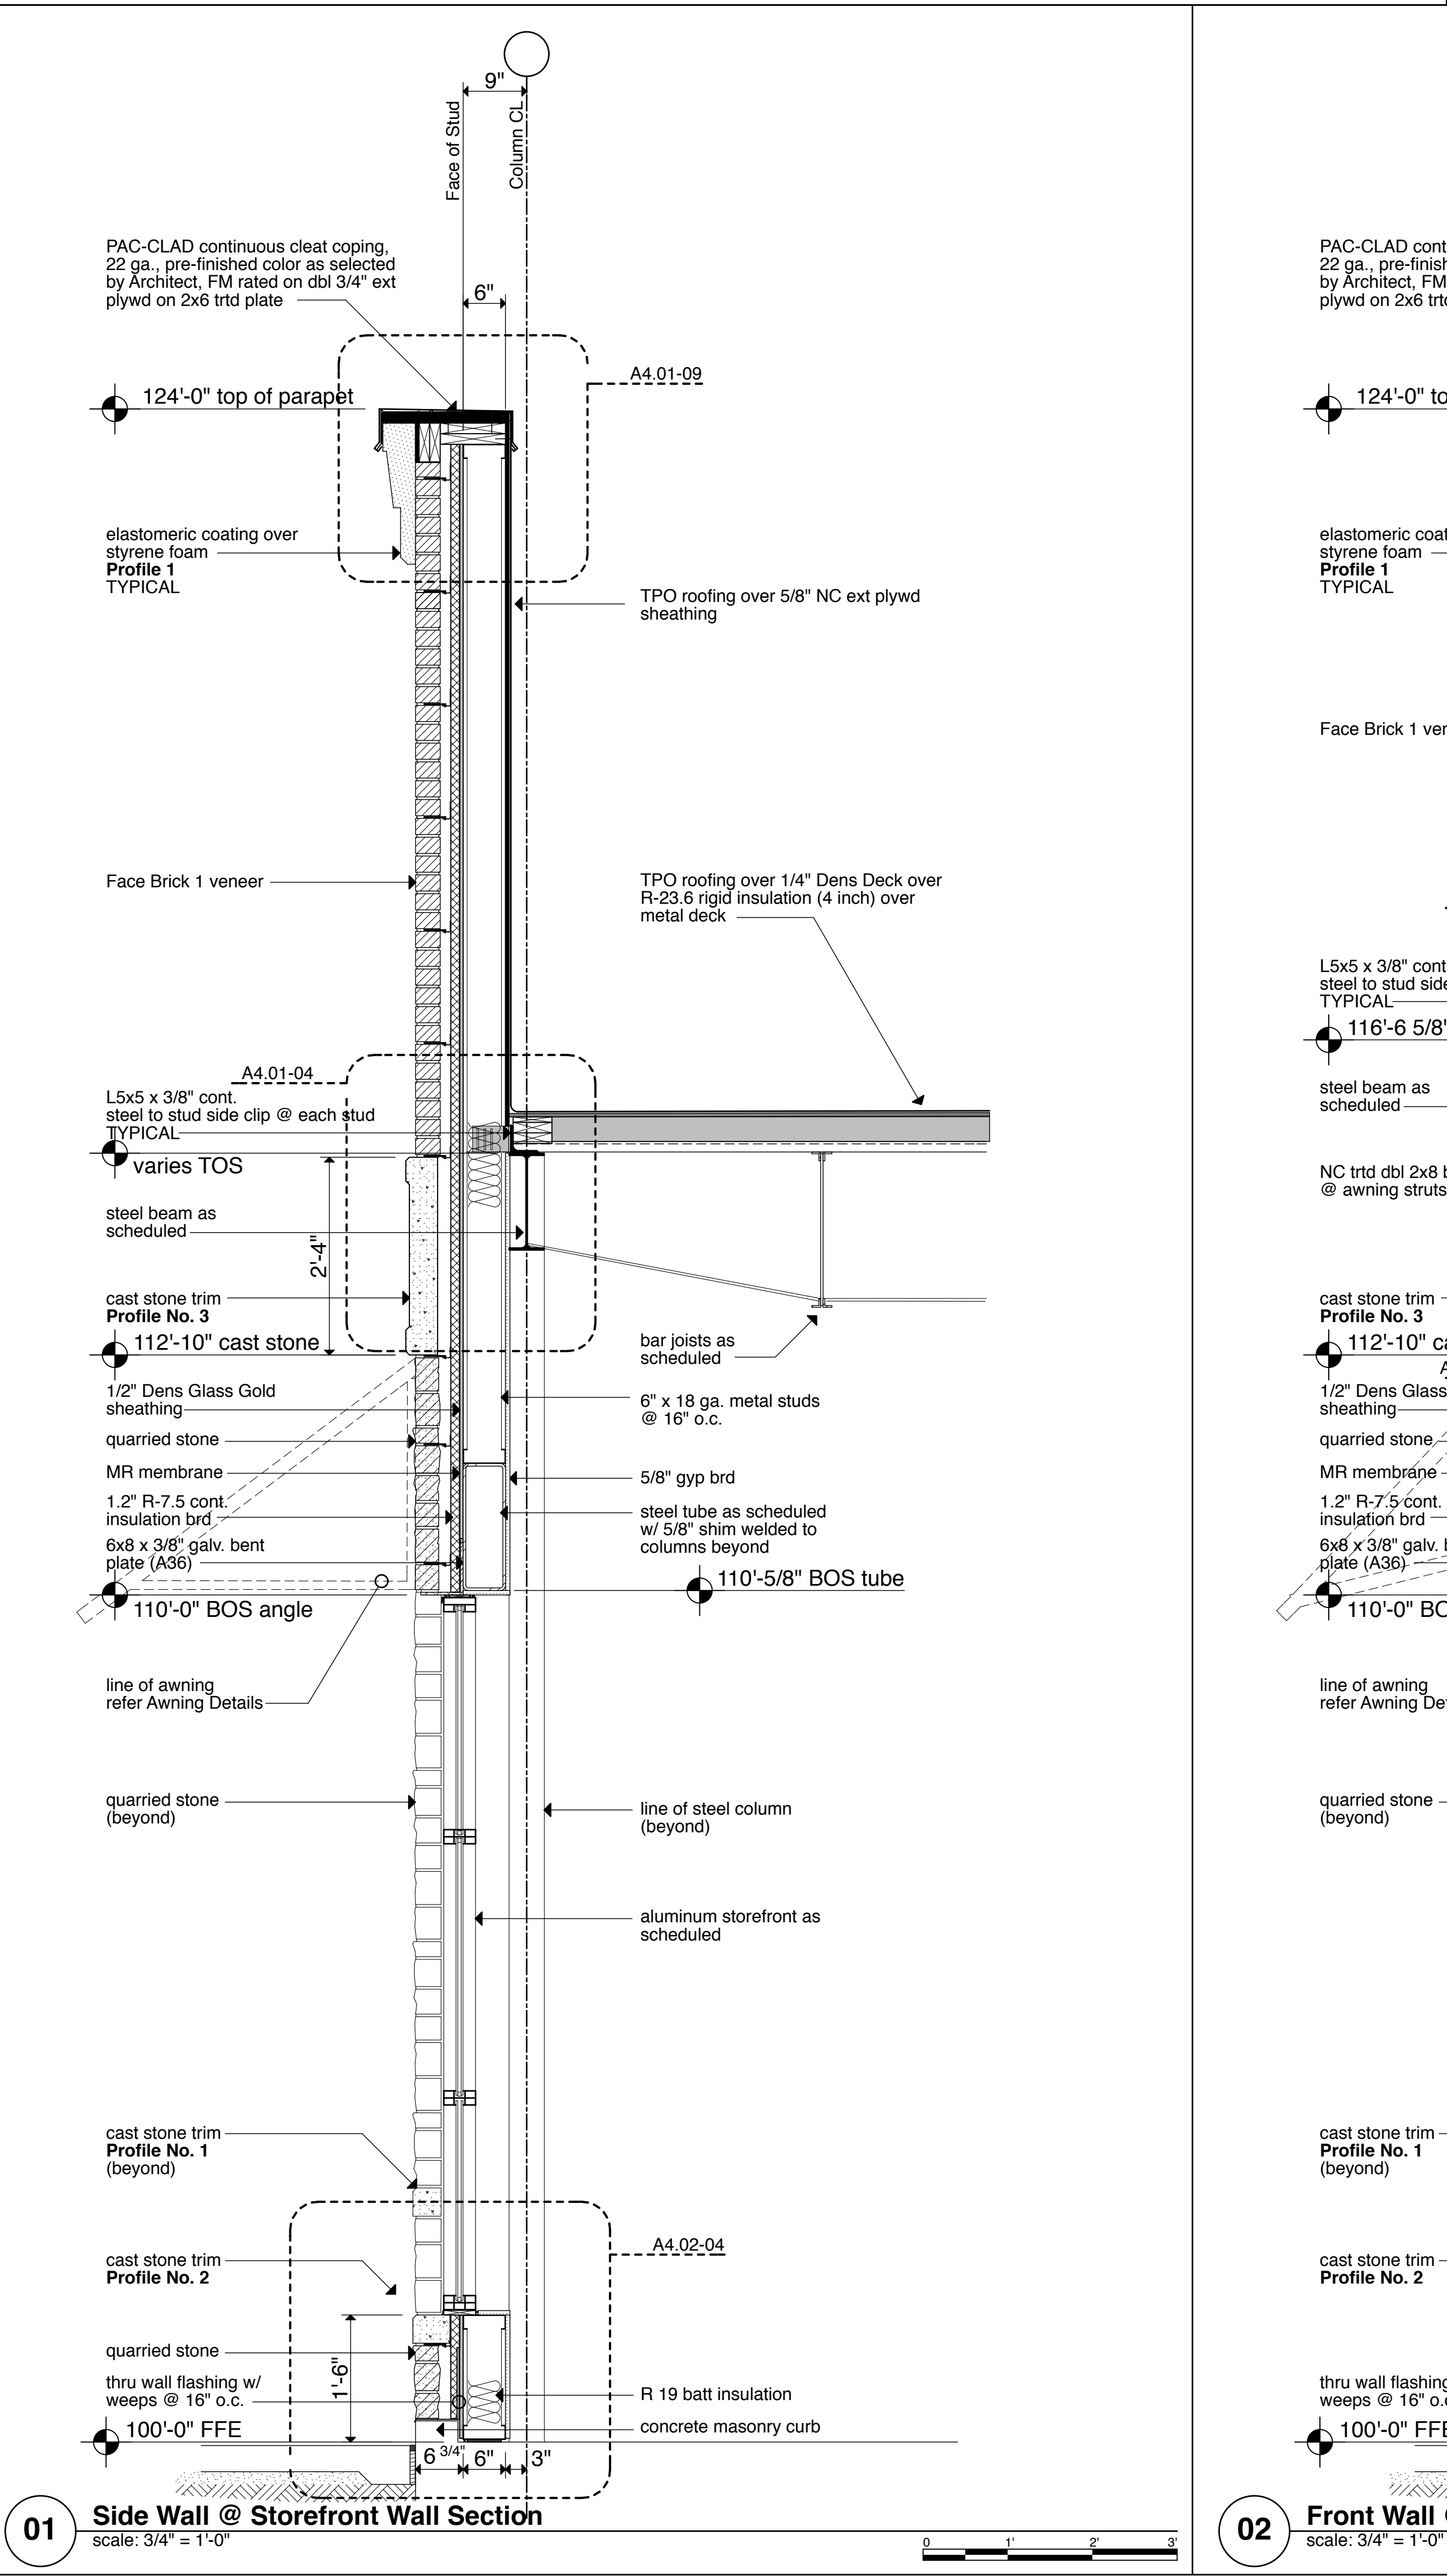 9"
Face of Stud
Column CL
PAC-CLAD continuous cleat coping,
22 ga., pre-finished color as selected
by Architect, FM rated on dbl 3/4" ext
plywd on 2x6 trtd plate
6"
A4.01-09
124'-0" top of parapet
elastomeric coating over
styrene foam
Profile 1
TYPICAL
TPO roofing over 5/8" NC ext plywd
sheathing
Face Brick 1 veneer
TPO roofing over 1/4" Dens Deck over
R-23.6 rigid insulation (4 inch) over
metal deck
A4.01-04
L5x5 x 3/8" cont.
steel to stud side clip @ each stud
TYPICAL
varies TOS
steel beam as
scheduled
2'-4"
cast stone trim
Profile No. 3
112'-10" cast stone
bar joists as
scheduled
1/2" Dens Glass Gold
sheathing
6" x 18 ga. metal studs
@ 16" o.c.
quarried stone
MR membrane
5/8" gyp brd
1.2" R-7.5 cont.
insulation brd
steel tube as scheduled
w/ 5/8" shim welded to
columns beyond
6x8 x 3/8" galv. bent
plate (A36)
110'-5/8" BOS tube
110'-0" BOS angle
line of awning
refer Awning Details
quarried stone
(beyond)
line of steel column
(beyond)
aluminum storefront as
scheduled
cast stone trim
Profile No. 1
(beyond)
A4.02-04
cast stone trim
Profile No. 2
quarried stone
1'-6"
thru wall flashing w/
weeps @ 16" o.c.
R 19 batt insulation
concrete masonry curb
100'-0" FFE
6 3/4"
6"
3"
01
Side Wall @ Storefront Wall Section
scale: 3/4" = 1'-0"
0 1' 2' 3'
PAC-CLAD
22 ga., pre-finish
by Architect, FM
plywd on 2x6
124'-0"
elastomeric
styrene foam
Profile 1
TYPICAL
Face Brick 1
L5x5 x 3/8" cont
steel to stud side
TYPICAL
116'-6 5/8"
steel beam as
scheduled
NC trtd dbl 2x8
@ awning struts
cast stone trim
Profile No. 3
112'-10"
1/2" Dens Glass
sheathing
quarried stone
MR membrane
1.2" R-7.5 cont.
insulation brd
6x8 x 3/8" galv.
plate (A36)
110'-0"
line of awning
refer Awning
quarried stone
(beyond)
cast stone trim
Profile No. 1
(beyond)
cast stone trim
Profile No. 2
thru wall flashing
weeps @ 16"
100'-0" FFE
02
Front Wall
scale: 3/4" = 1'-0"